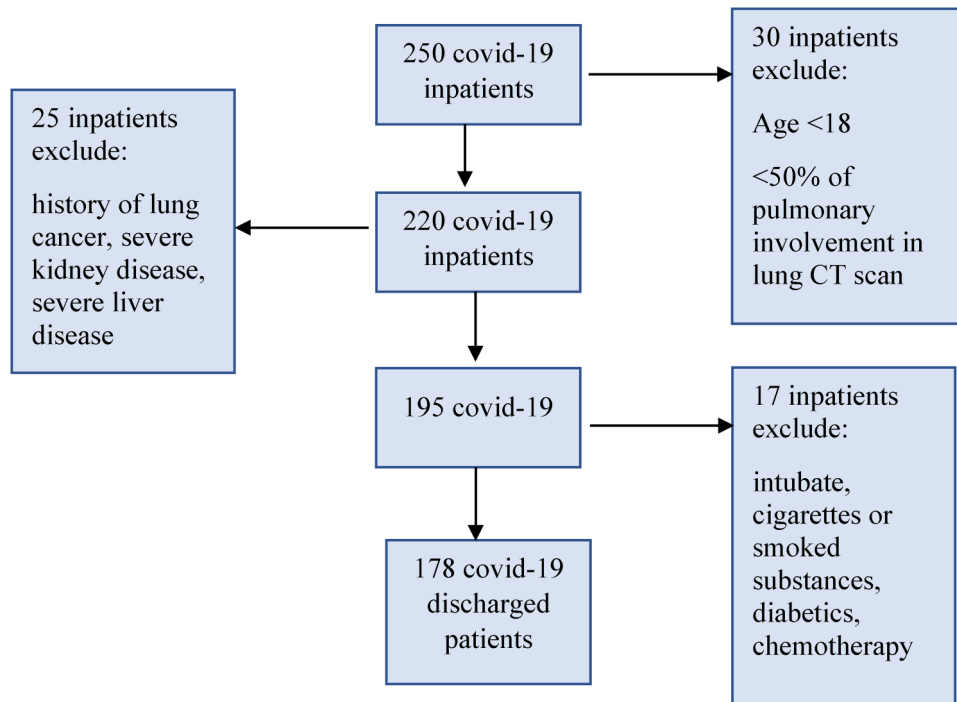 250 covid-19
inpatients
30 inpatients
exclude:
Age <18
<50% of
pulmonary
involvement in
lung CT scan
25 inpatients
exclude:
history of lung
cancer, severe
kidney disease,
severe liver
disease
220 covid-19
inpatients
195 covid-19
17 inpatients
exclude:
intubate,
cigarettes or
smoked
substances,
diabetics,
chemotherapy
178 covid-19
discharged
patients